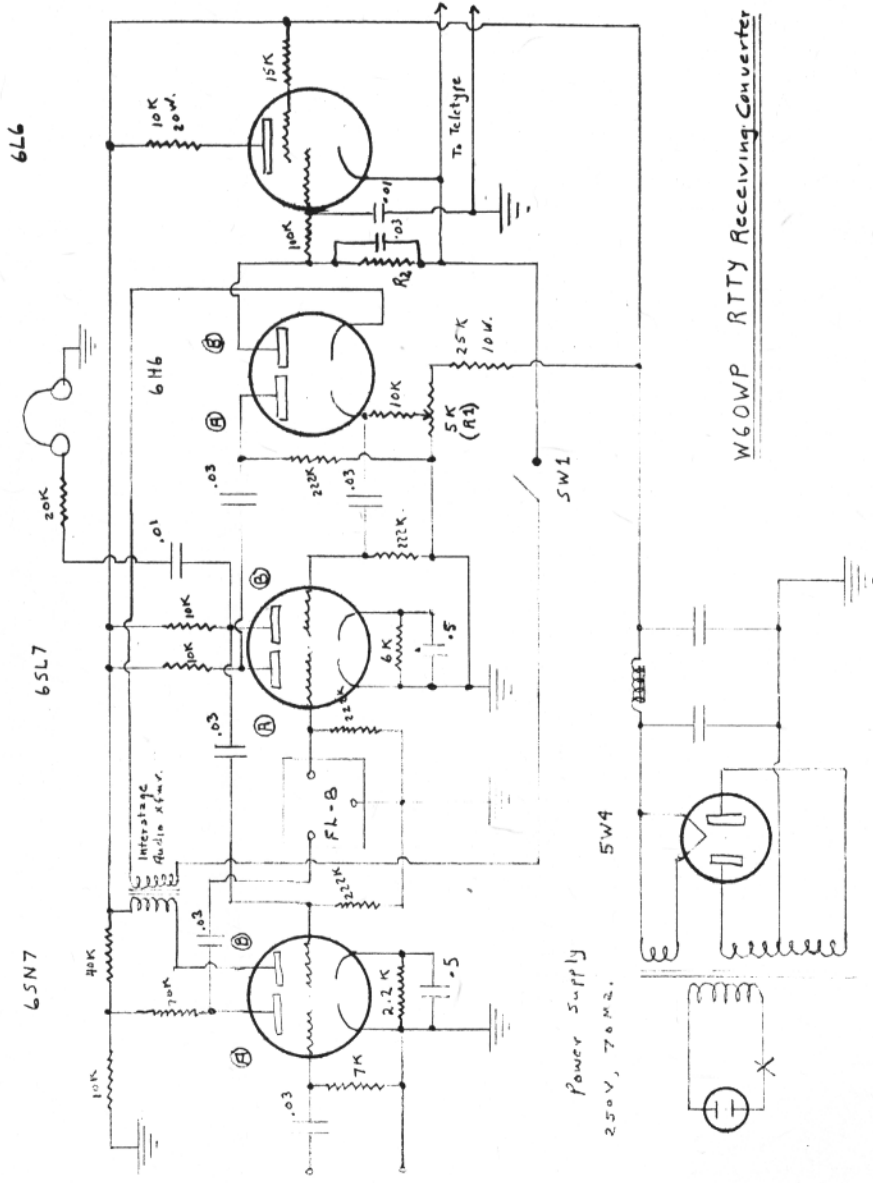 6SN7
6SL7
6H6
6L6
10K
40K
70K
.03
.03
7K
2.2K
.5
Ⓐ
Ⓑ
Interstage
Audio xfmr.
222K
FL-B
.03
Ⓐ
Ⓑ
10K
10K
.01
20K
6K
.5
222K
.03
.03
222K
Ⓐ
Ⓑ
10K
5K
(R1)
25K
10W.
SW1
R2
.03
.01
100K
15K
10K
20W.
To Teletype
Power Supply
250V, 70Ma.
5W4
W6OWP RTTY Receiving Converter